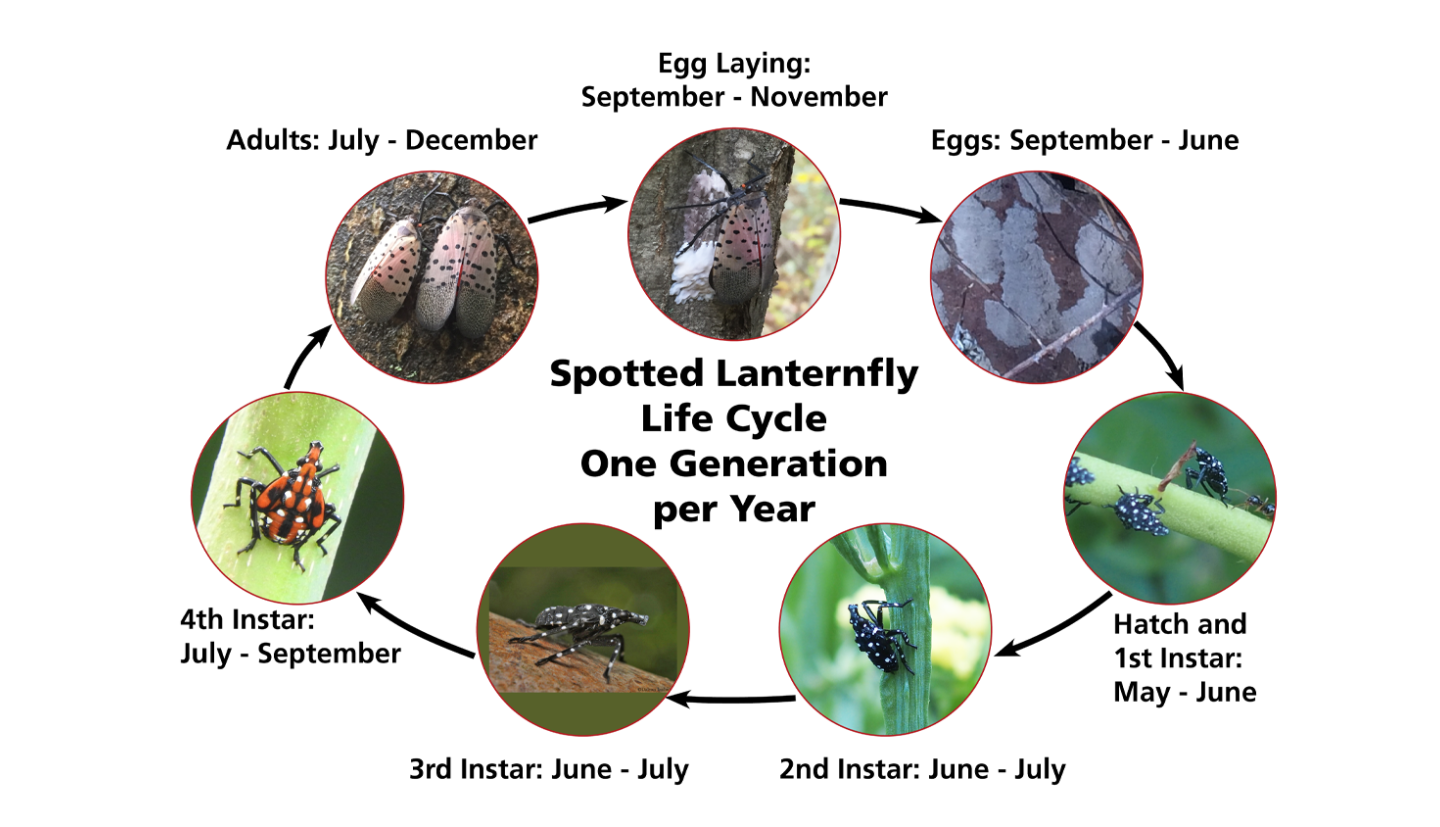 Egg Laying:
September - November
Adults: July - December
Eggs: September - June
Spotted Lanternfly
Life Cycle
One Generation
per Year
4th Instar:
July - September
Hatch and
1st Instar:
May - June
3rd Instar: June - July
2nd Instar: June - July